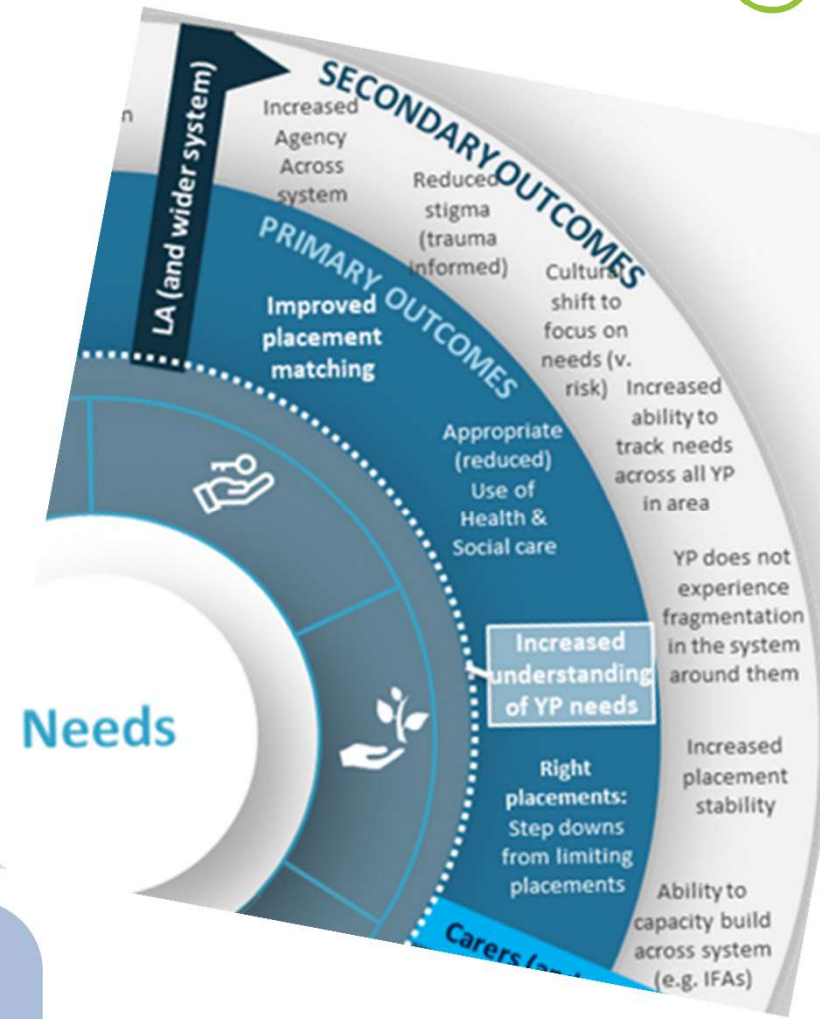 LA (and wider system)
SECONDARY OUTCOMES
Increased
Agency
Across
system
Reduced
stigma
(trauma
informed)
Cultural
shift to
focus on
needs (v.
risk)
Increased
ability to
track needs
across all YP
in area
YP does not
experience
fragmentation
in the system
around them
Increased
placement
stability
Ability to
capacity build
across system
(e.g. IFAs)
PRIMARY OUTCOMES
Improved
placement
matching
Appropriate
(reduced)
Use of
Health &
Social care
Increased
understanding
of YP needs
Right
placements:
Step downs
from limiting
placements
Carers
Needs